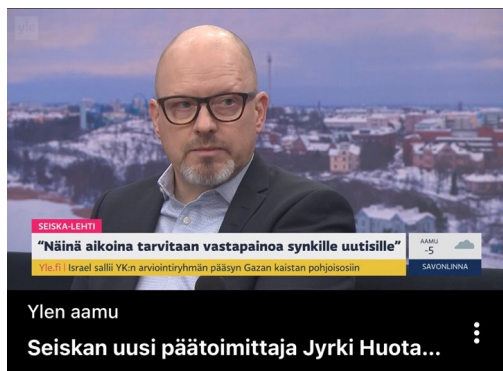 yle
SEISKA-LEHTI
“Näinä aikoina tarvitaan vastapainoa synkille uutisille”
AAMU
-5
Yle.fi | Israel sallii YK:n arviointiryhmän pääsyn Gazan kaistan pohjoisosiin
SAVONLINNA
Ylen aamu
Seiskan uusi päätoimittaja Jyrki Huota...